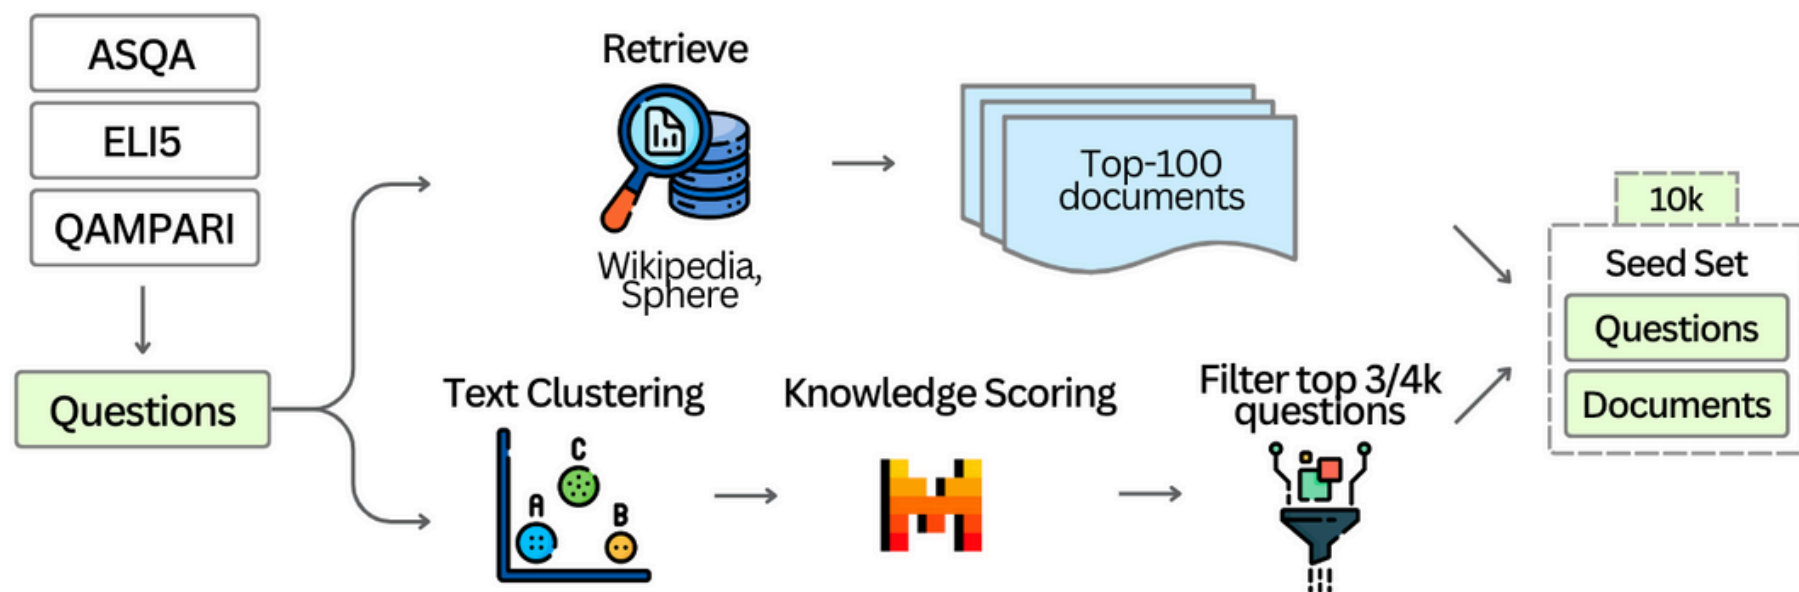 ASQA
ELI5
QAMPARI
Questions
Retrieve
Wikipedia,
Sphere
Top-100
documents
Text Clustering
A
C
B
Knowledge Scoring
Filter top 3/4k
questions
10k
Seed Set
Questions
Documents